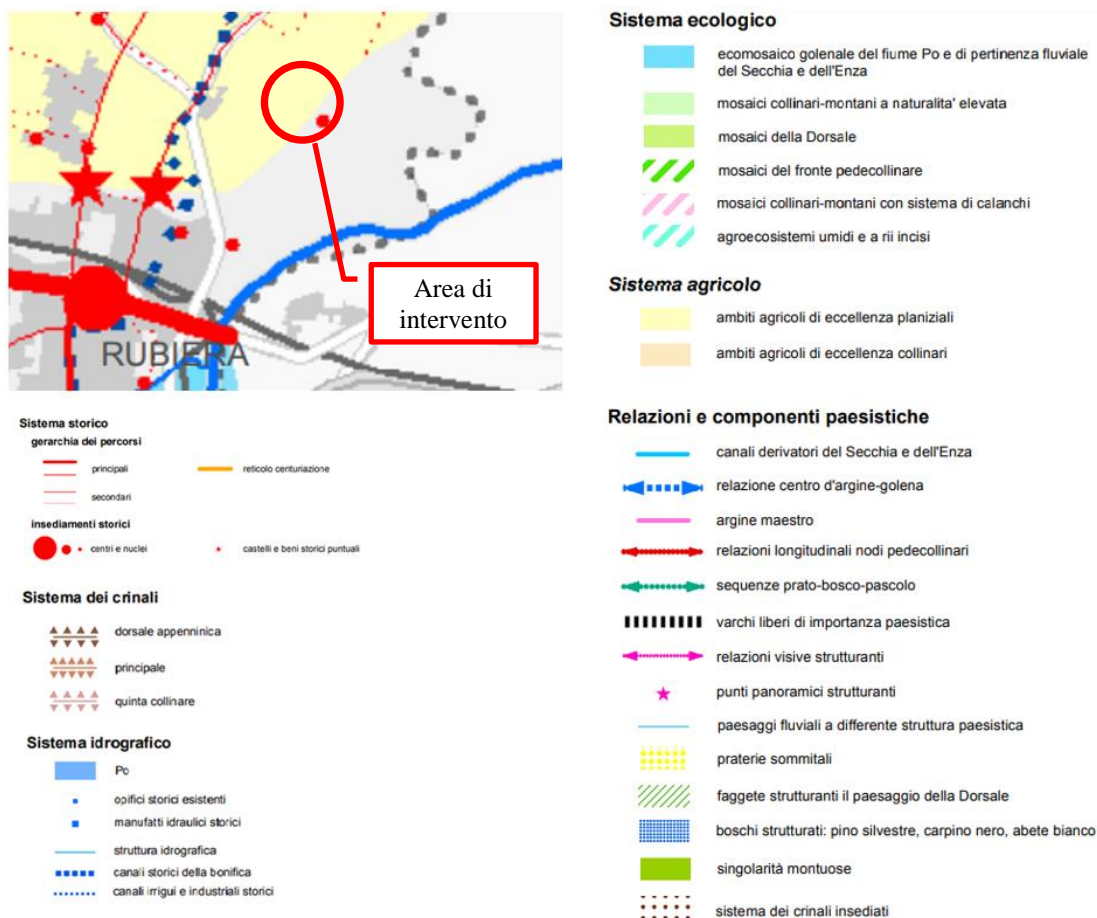 Area di
intervento
RUBIERA
Sistema storico
gerarchia dei percorsi
principali
reticolo centuriazione
secondari
insediamenti storici
centri e nuclei
castelli e beni storici puntuali
Sistema dei crinali
dorsale appenninica
principale
quinta collinare
Sistema idrografico
Po
opifici storici esistenti
manufatti idraulici storici
struttura idrografica
canali storici della bonifica
canali irrigui e industriali storici
Sistema ecologico
ecomosaico golenale del fiume Po e di pertinenza fluviale
del Secchia e dell'Enza
mosaici collinari-montani a naturalita' elevata
mosaici della Dorsale
mosaici del fronte pedecollinare
mosaici collinari-montani con sistema di calanchi
agroecosistemi umidi e a rii incisi
Sistema agricolo
ambiti agricoli di eccellenza planiziali
ambiti agricoli di eccellenza collinari
Relazioni e componenti paesistiche
canali derivatori del Secchia e dell'Enza
relazione centro d'argine-golena
argine maestro
relazioni longitudinali nodi pedecollinari
sequenze prato-bosco-pascolo
varchi liberi di importanza paesistica
relazioni visive strutturanti
punti panoramici strutturanti
paesaggi fluviali a differente struttura paesistica
praterie sommitali
faggete strutturanti il paesaggio della Dorsale
boschi strutturati: pino silvestre, carpino nero, abete bianco
singolarità montuose
sistema dei crinali insediati